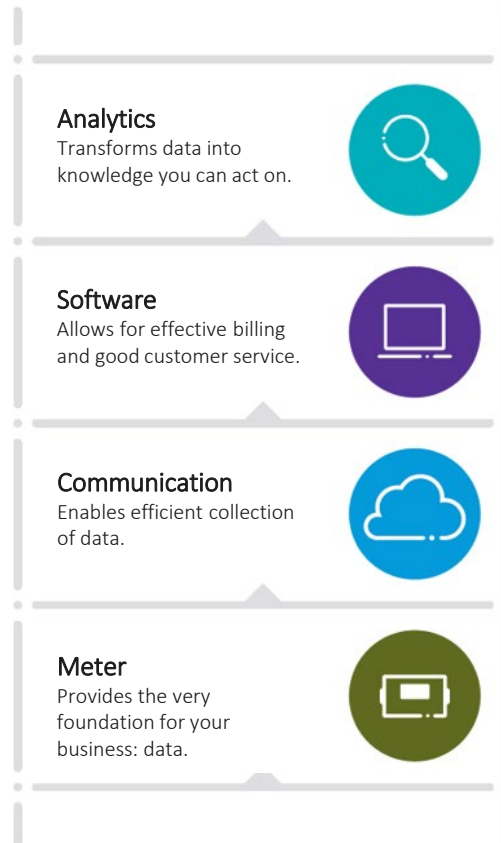 Analytics
Transforms data into
knowledge you can act on.
Software
Allows for effective billing
and good customer service.
Communication
Enables efficient collection
of data.
Meter
Provides the very
foundation for your
business: data.